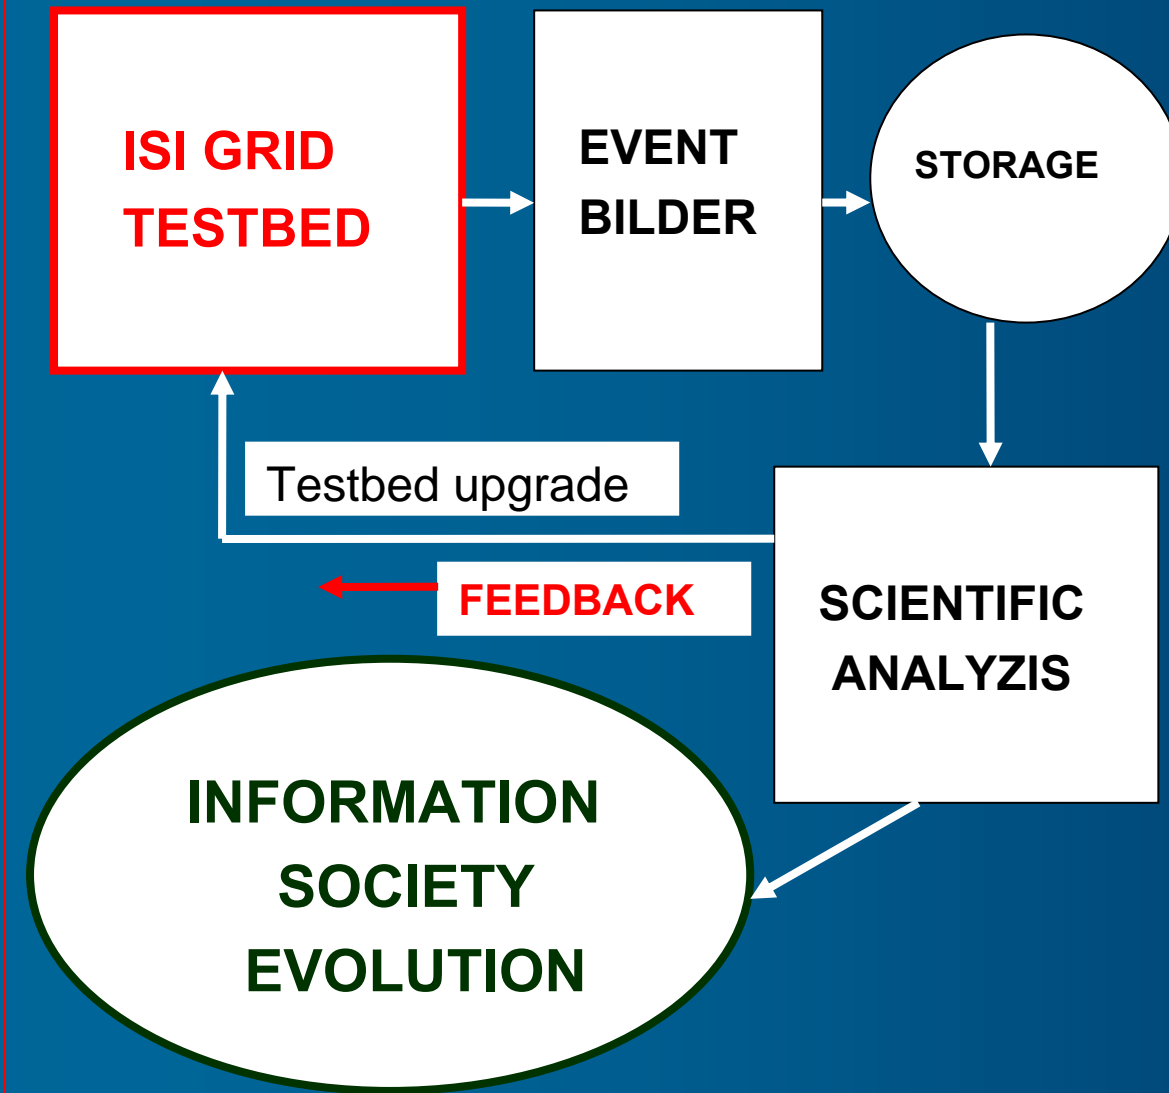 ISI GRID
TESTBED
EVENT
BILDER
STORAGE
Testbed upgrade
FEEDBACK
SCIENTIFIC
ANALYZIS
INFORMATION
SOCIETY
EVOLUTION